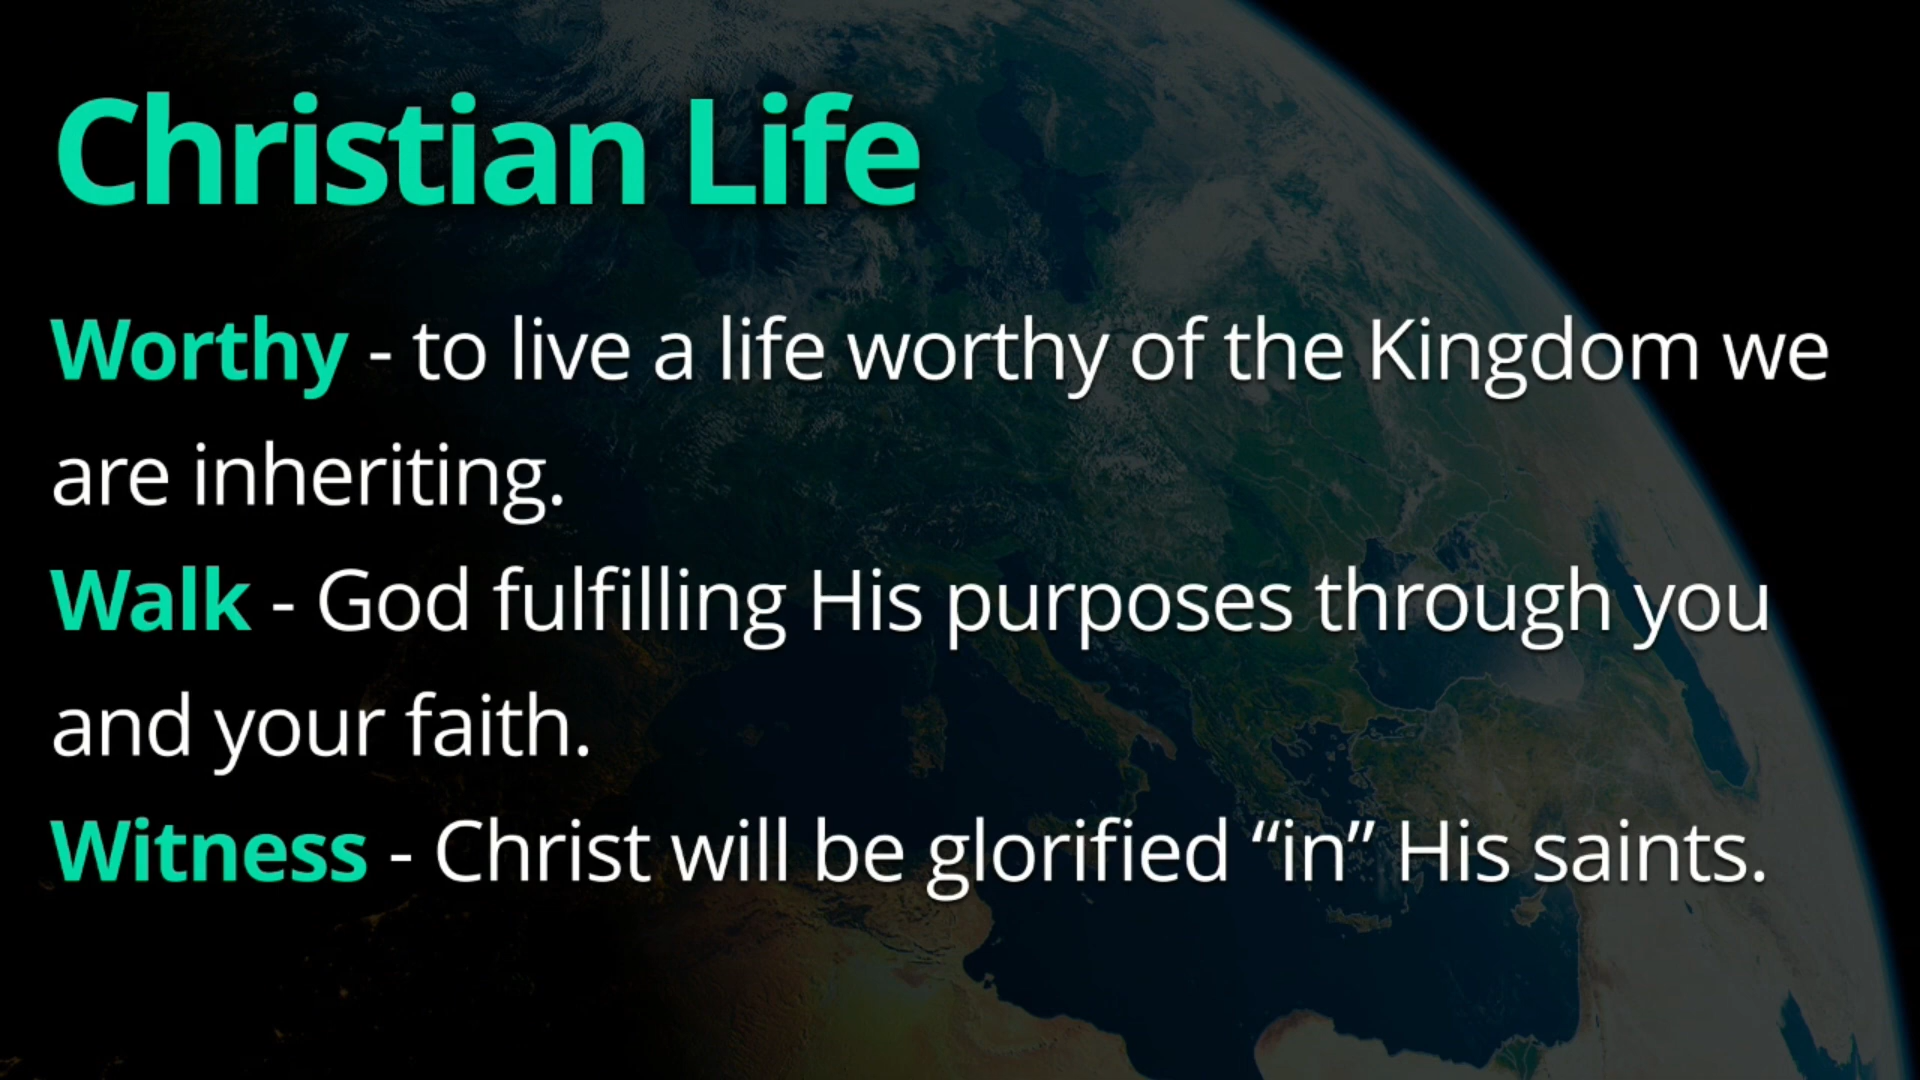 Christian Life
Worthy - to live a life worthy of the Kingdom we
are inheriting.
Walk - God fulfilling His purposes through you
and your faith.
Witness - Christ will be glorified “in” His saints.